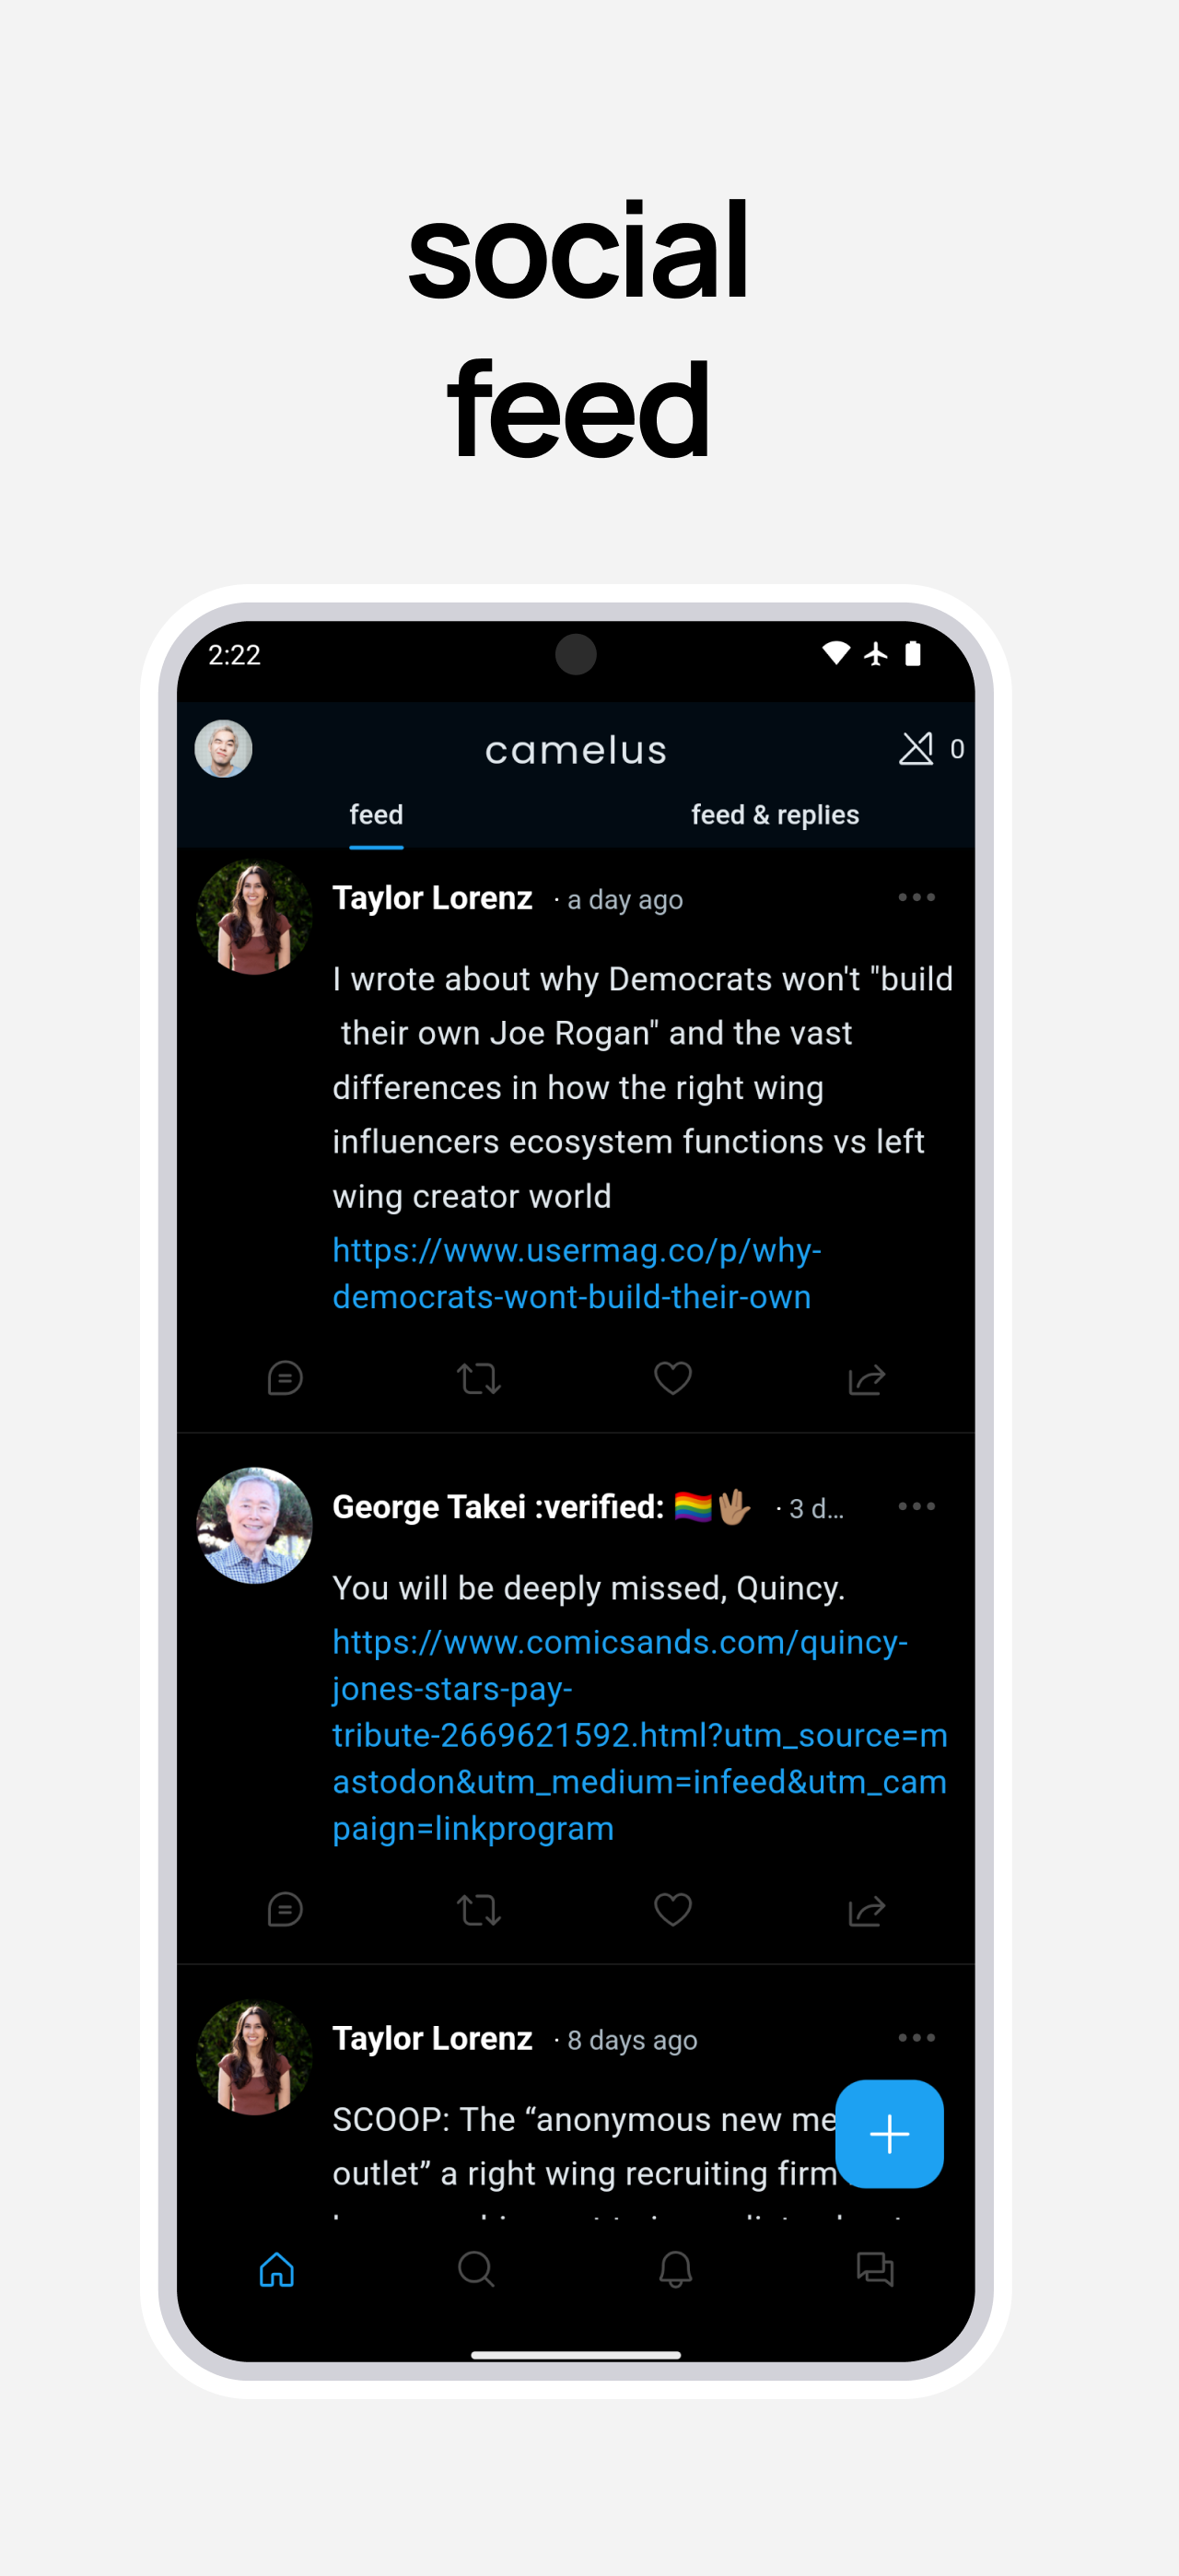 social
feed
2:22
camelus
0
feed
feed & replies
Taylor Lorenz · a day ago
I wrote about why Democrats won't "build
their own Joe Rogan" and the vast
differences in how the right wing
influencers ecosystem functions vs left
wing creator world
https://www.usermag.co/p/why-
democrats-wont-build-their-own
George Takei :verified: 🏳️‍🌈🖖🏽 · 3 d...
You will be deeply missed, Quincy.
https://www.comicsands.com/quincy-
jones-stars-pay-
tribute-2669621592.html?utm_source=m
astodon&utm_medium=infeed&utm_cam
paign=linkprogram
Taylor Lorenz · 8 days ago
SCOOP: The “anonymous new me
outlet” a right wing recruiting firm